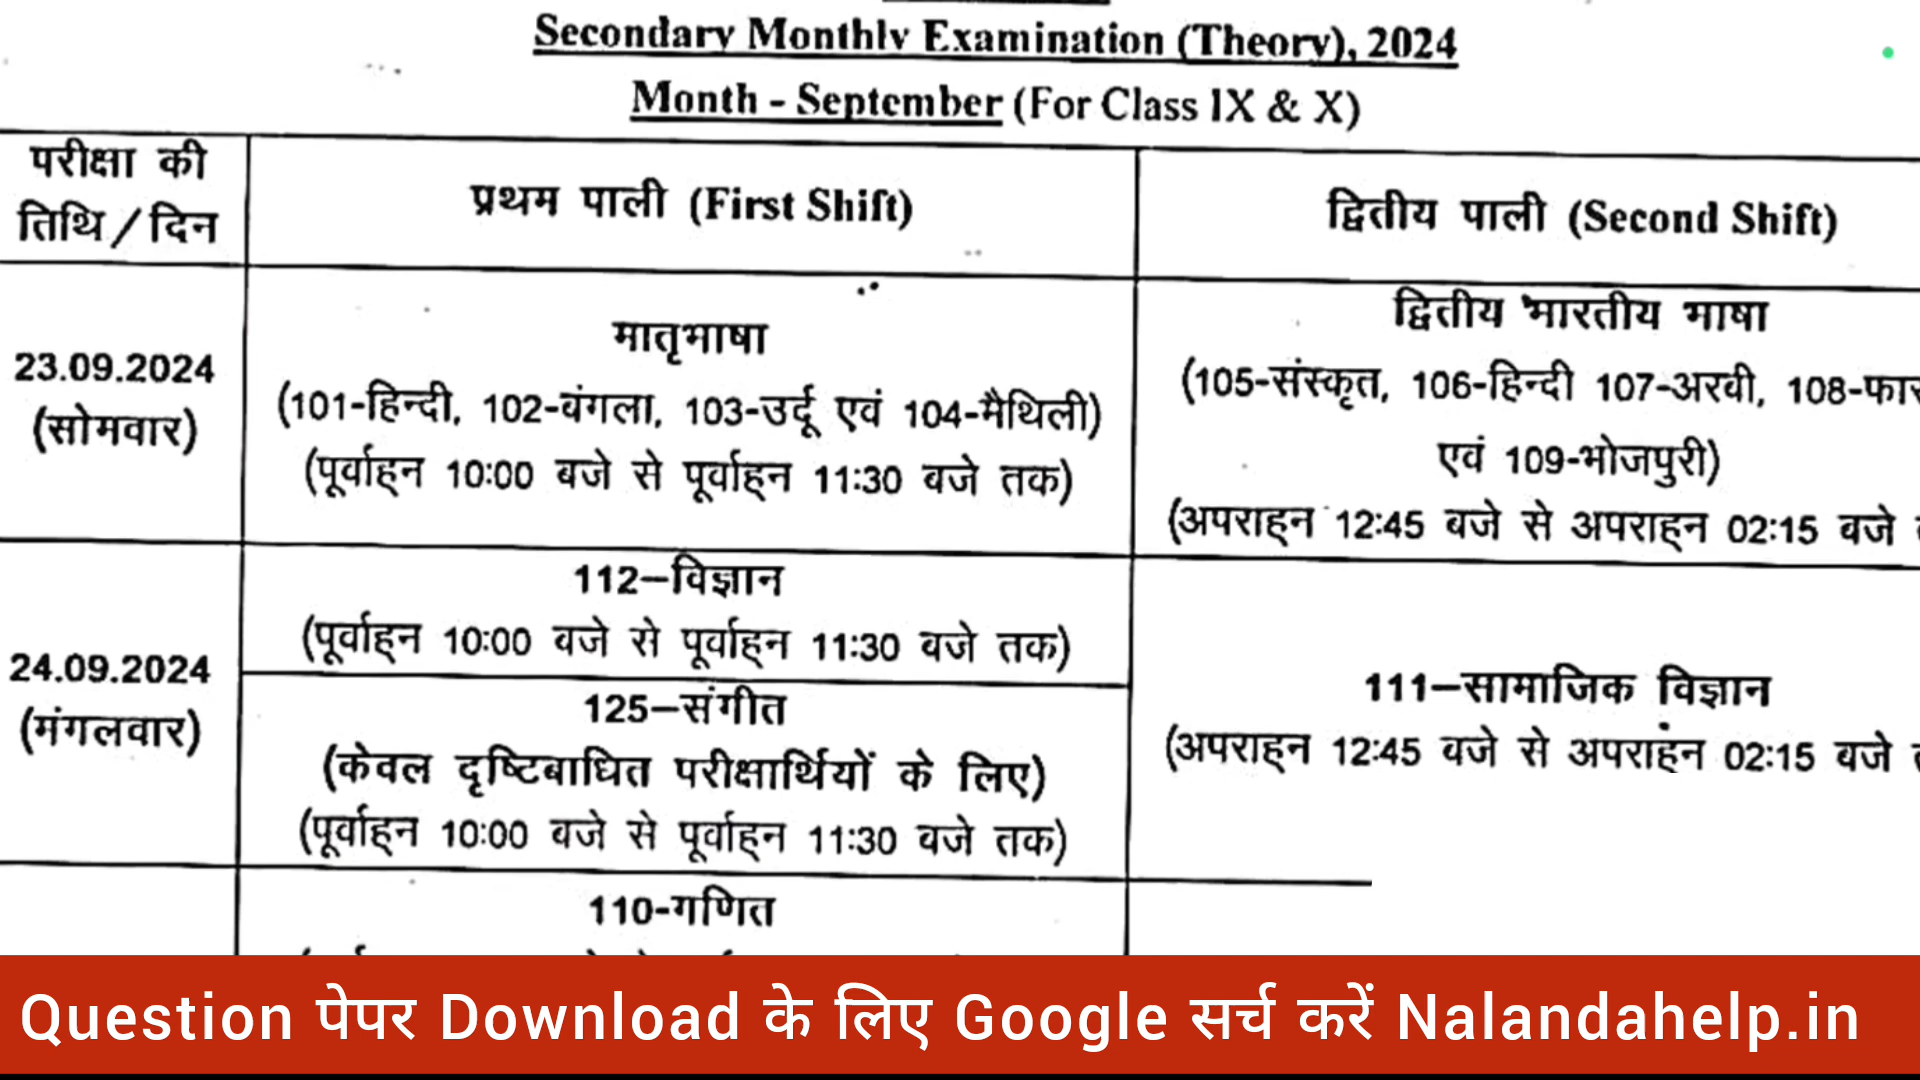 Secondary Monthly Examination (Theory), 2024
Month - September (For Class IX & X)
परीक्षा की
तिथि / दिन
प्रथम पाली (First Shift)
द्वितीय पाली (Second Shift)
23.09.2024
(सोमवार)
मातृभाषा
(101-हिन्दी, 102-बंगला, 103-उर्दू एवं 104-मैथिली)
(पूर्वाह्न 10:00 बजे से पूर्वाह्न 11:30 बजे तक)
द्वितीय भारतीय भाषा
(105-संस्कृत, 106-हिन्दी 107-अरबी, 108-फार
एवं 109-भोजपुरी)
(अपराह्न 12:45 बजे से अपराह्न 02:15 बजे
24.09.2024
(मंगलवार)
112–विज्ञान
(पूर्वाह्न 10:00 बजे से पूर्वाह्न 11:30 बजे तक)
125–संगीत
(केवल दृष्टिबाधित परीक्षार्थियों के लिए)
(पूर्वाह्न 10:00 बजे से पूर्वाह्न 11:30 बजे तक)
111–सामाजिक विज्ञान
(अपराह्न 12:45 बजे से अपराह्न 02:15 बजे
110-गणित
Question पेपर Download के लिए Google सर्च करें Nalandahelp.in